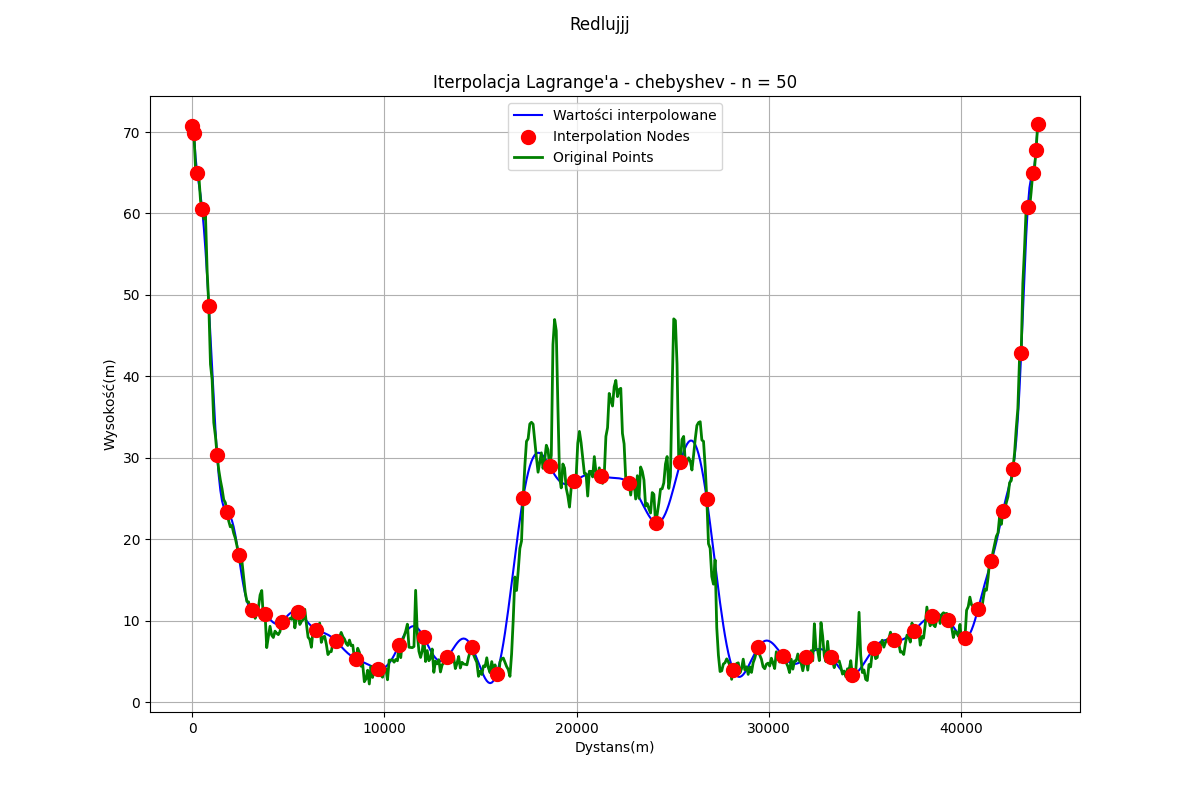 Redlujjj
Iterpolacja Lagrange'a - chebyshev - n = 50
Wartości interpolowane
Interpolation Nodes
Original Points
70
60
50
40
30
20
10
0
Wysokość(m)
0 10000 20000 30000 40000
Dystans(m)